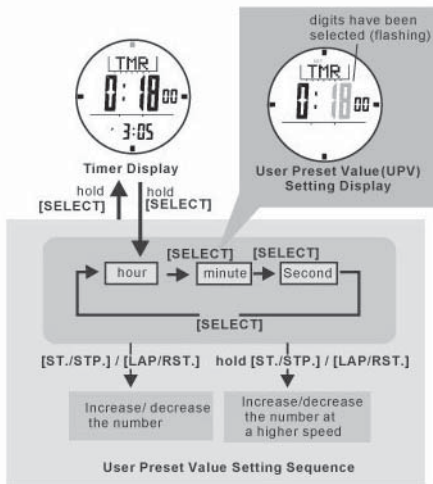 digits have been
selected (flashing)
TMR
0:18 00
3:05
TMR
0:18 00
Timer Display
User Preset Value(UPV)
Setting Display
hold
[SELECT]
hold
[SELECT]
[SELECT]
[SELECT]
hour
minute
Second
[SELECT]
[ST./STP.] / [LAP/RST.]
hold [ST./STP.] / [LAP/RST.]
Increase/ decrease
the number
Increase/ decrease
the number at
a higher speed
User Preset Value Setting Sequence